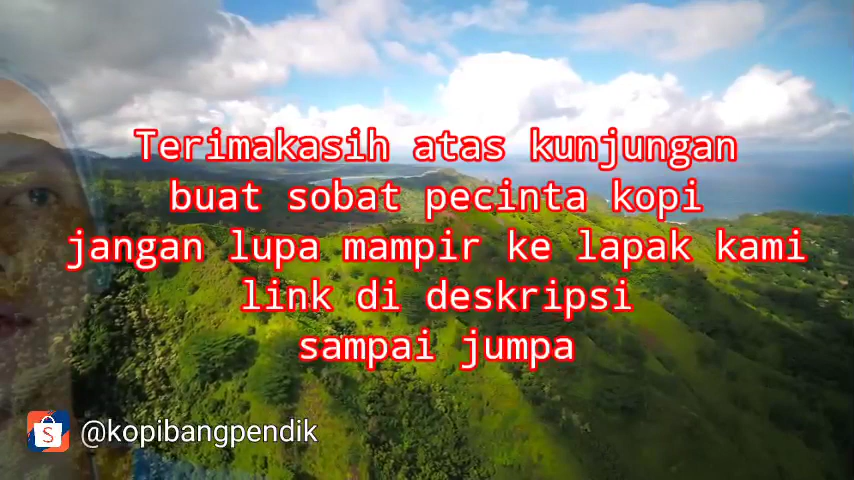 Terimakasih atas kunjungan
buat sobat pecinta kopi
jangan lupa mampir ke lapak kami
link di deskripsi
sampai jumpa
@kopibangpendik